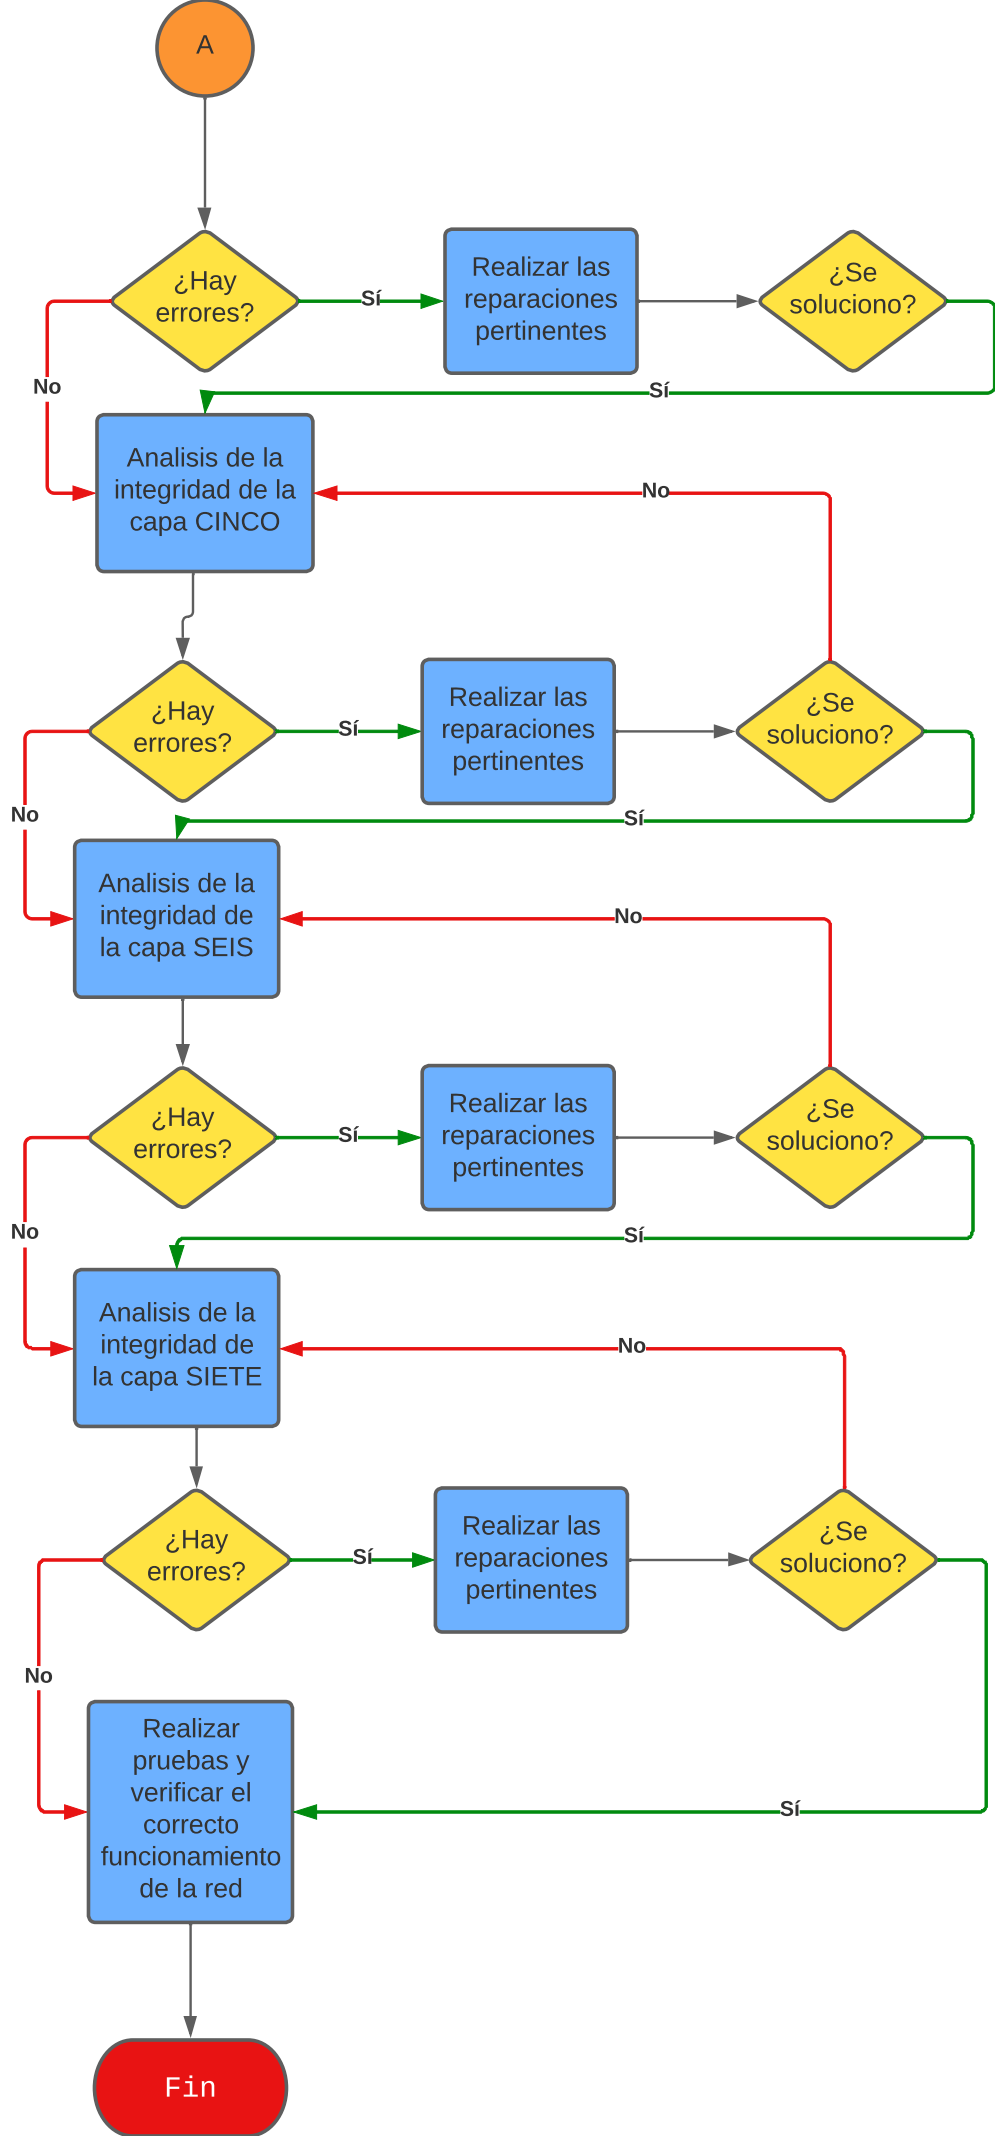 A
¿Hay
errores?
Sí
Realizar las
reparaciones
pertinentes
¿Se
soluciono?
No
Sí
Analisis de la
integridad de la
capa CINCO
No
¿Hay
errores?
Sí
Realizar las
reparaciones
pertinentes
¿Se
soluciono?
No
Sí
Analisis de la
integridad de
la capa SEIS
No
¿Hay
errores?
Sí
Realizar las
reparaciones
pertinentes
¿Se
soluciono?
No
Sí
Analisis de la
integridad de
la capa SIETE
No
¿Hay
errores?
Sí
Realizar las
reparaciones
pertinentes
¿Se
soluciono?
No
Realizar
pruebas y
verificar el
correcto
funcionamiento
de la red
Sí
Fin